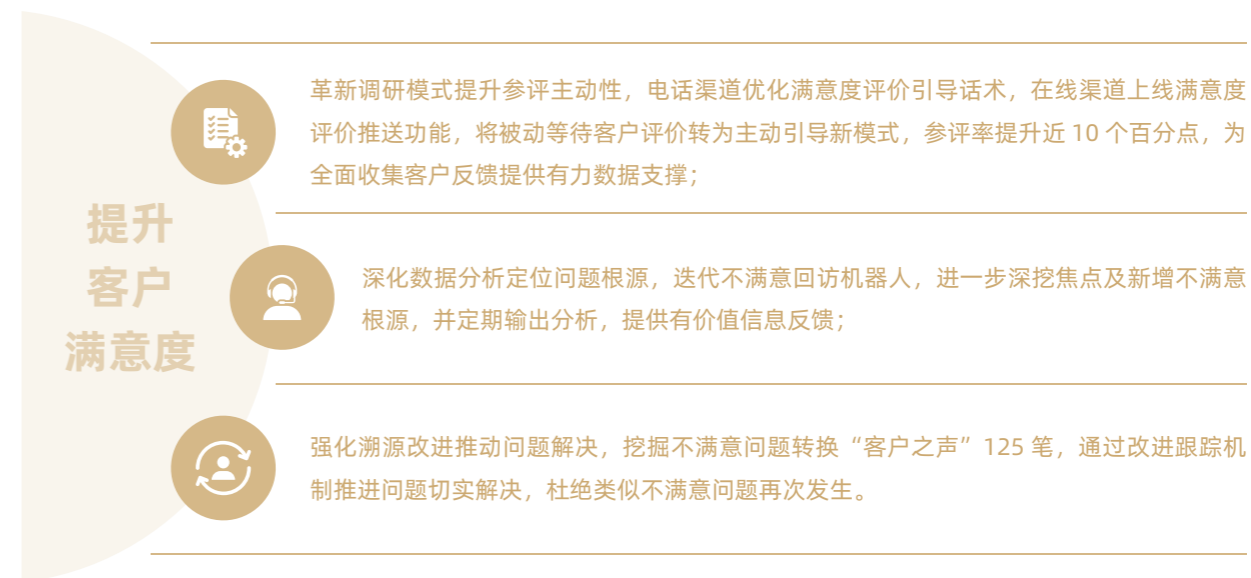 提升
客户
满意度
革新调研模式提升参评主动性，电话渠道优化满意度评价引导话术，在线渠道上线满意度
评价推送功能，将被动等待客户评价转为主动引导新模式，参评率提升近 10 个百分点，为
全面收集客户反馈提供有力数据支撑；
深化数据分析定位问题根源，迭代不满意回访机器人，进一步深挖焦点及新增不满意
根源，并定期输出分析，提供有价值信息反馈；
强化溯源改进推动问题解决，挖掘不满意问题转换“客户之声”125 笔，通过改进跟踪机
制推进问题切实解决，杜绝类似不满意问题再次发生。